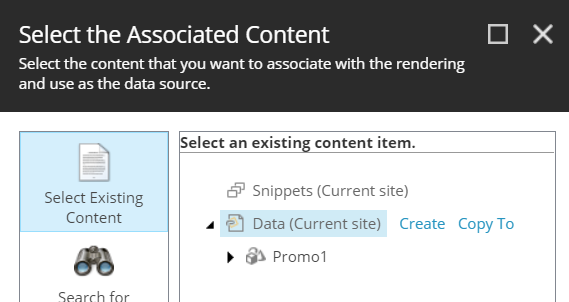 Select the Associated Content
Select the content that you want to associate with the rendering
and use as the data source.
Select Existing
Content
Search for
Select an existing content item.
Snippets (Current site)
Data (Current site) Create Copy To
Promo1